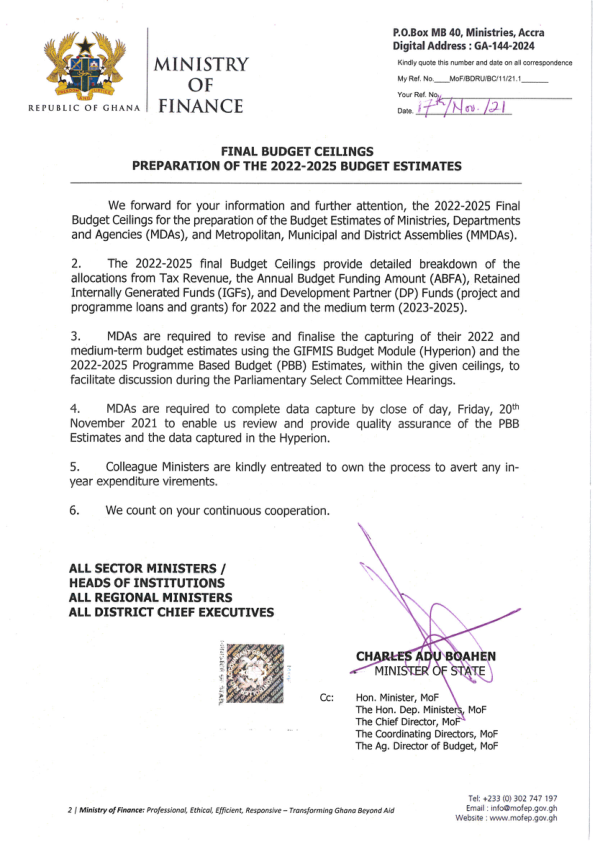 P.O.Box MB 40, Ministries, Accra
Digital Address : GA-144-2024
Kindly quote this number and date on all correspondence
My Ref. No.____MoF/BDRU/BC/11/21.1______
Your Ref. No.
Date. 17th/Nov./21
REPUBLIC OF GHANA
MINISTRY
OF
FINANCE
FINAL BUDGET CEILINGS
PREPARATION OF THE 2022-2025 BUDGET ESTIMATES
We forward for your information and further attention, the 2022-2025 Final
Budget Ceilings for the preparation of the Budget Estimates of Ministries, Departments
and Agencies (MDAs), and Metropolitan, Municipal and District Assemblies (MMDAs).
2. The 2022-2025 final Budget Ceilings provide detailed breakdown of the
allocations from Tax Revenue, the Annual Budget Funding Amount (ABFA), Retained
Internally Generated Funds (IGFs), and Development Partner (DP) Funds (project and
programme loans and grants) for 2022 and the medium term (2023-2025).
3. MDAs are required to revise and finalise the capturing of their 2022 and
medium-term budget estimates using the GIFMIS Budget Module (Hyperion) and the
2022-2025 Programme Based Budget (PBB) Estimates, within the given ceilings, to
facilitate discussion during the Parliamentary Select Committee Hearings.
4. MDAs are required to complete data capture by close of day, Friday, 20th
November 2021 to enable us review and provide quality assurance of the PBB
Estimates and the data captured in the Hyperion.
5. Colleague Ministers are kindly entreated to own the process to avert any in-
year expenditure virements.
6. We count on your continuous cooperation.
ALL SECTOR MINISTERS /
HEADS OF INSTITUTIONS
ALL REGIONAL MINISTERS
ALL DISTRICT CHIEF EXECUTIVES
CHARLES ADU BOAHEN
MINISTER OF STATE
Cc: Hon. Minister, MoF
The Hon. Dep. Ministers, MoF
The Chief Director, MoF
The Coordinating Directors, MoF
The Ag. Director of Budget, MoF
2 | Ministry of Finance: Professional, Ethical, Efficient, Responsive – Transforming Ghana Beyond Aid
Tel: +233 (0) 302 747 197
Email : info@mofep.gov.gh
Website : www.mofep.gov.gh